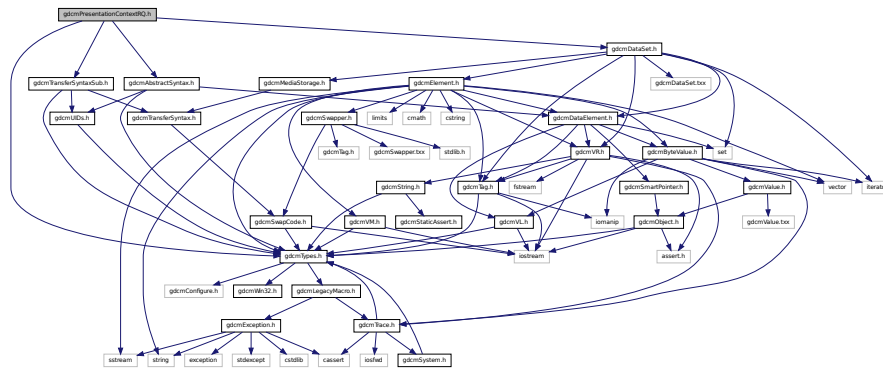 gdcmPresentationContextRQ.h
gdcmDataSet.h
gdcmTransferSyntaxSub.h
gdcmAbstractSyntax.h
gdcmMediaStorage.h
gdcmElement.h
gdcmDataSet.txx
gdcmUIDs.h
gdcmTransferSyntax.h
gdcmSwapper.h
limits
cmath
cstring
gdcmDataElement.h
gdcmTag.h
gdcmSwapper.txx
stdlib.h
gdcmVR.h
gdcmByteValue.h
set
gdcmString.h
gdcmTag.h
fstream
gdcmSmartPointer.h
gdcmValue.h
vector
gdcmSwapCode.h
gdcmVM.h
gdcmStaticAssert.h
gdcmVL.h
iomanip
gdcmObject.h
gdcmValue.txx
gdcmTypes.h
iostream
assert.h
gdcmConfigure.h
gdcmWin32.h
gdcmLegacyMacro.h
gdcmException.h
gdcmTrace.h
sstream
string
exception
stdexcept
cstdlib
cassert
iosfwd
gdcmSystem.h